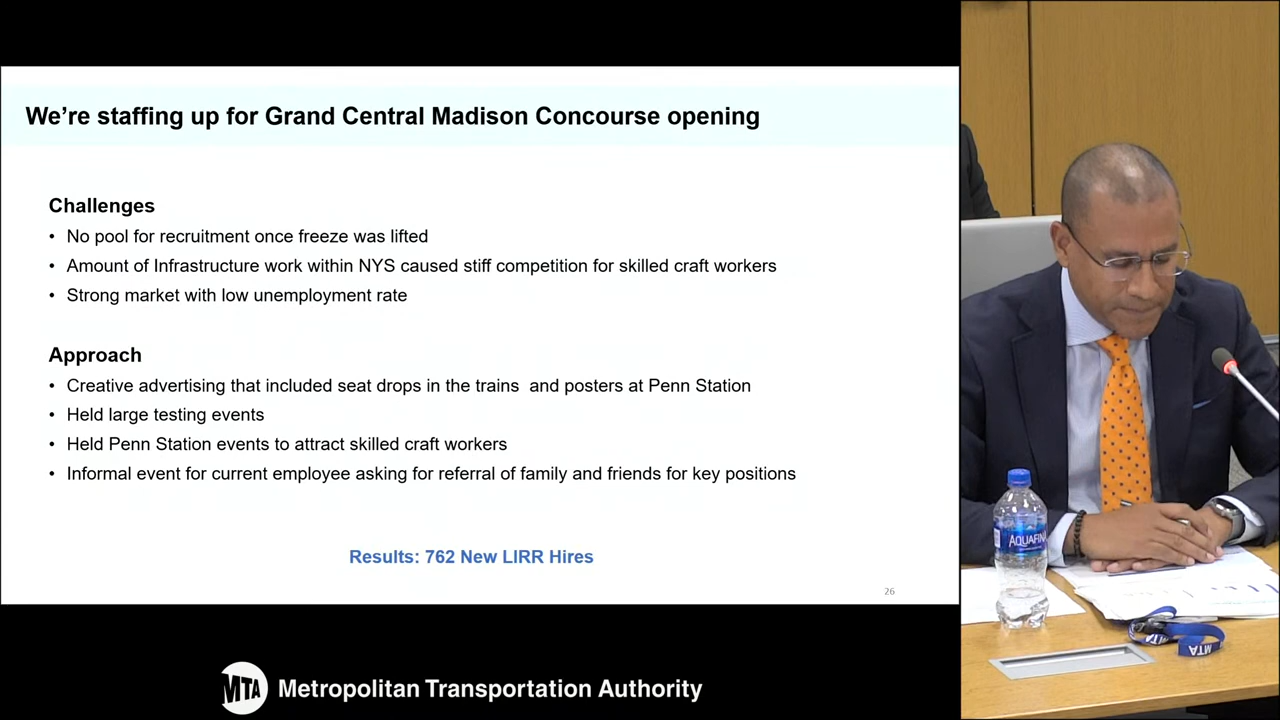 We're staffing up for Grand Central Madison Concourse opening
Challenges
• No pool for recruitment once freeze was lifted
• Amount of Infrastructure work within NYS caused stiff competition for skilled craft workers
• Strong market with low unemployment rate
Approach
• Creative advertising that included seat drops in the trains and posters at Penn Station
• Held large testing events
• Held Penn Station events to attract skilled craft workers
• Informal event for current employee asking for referral of family and friends for key positions
Results: 762 New LIRR Hires
26
AQUAFINA
MTA
MTA
MTA Metropolitan Transportation Authority